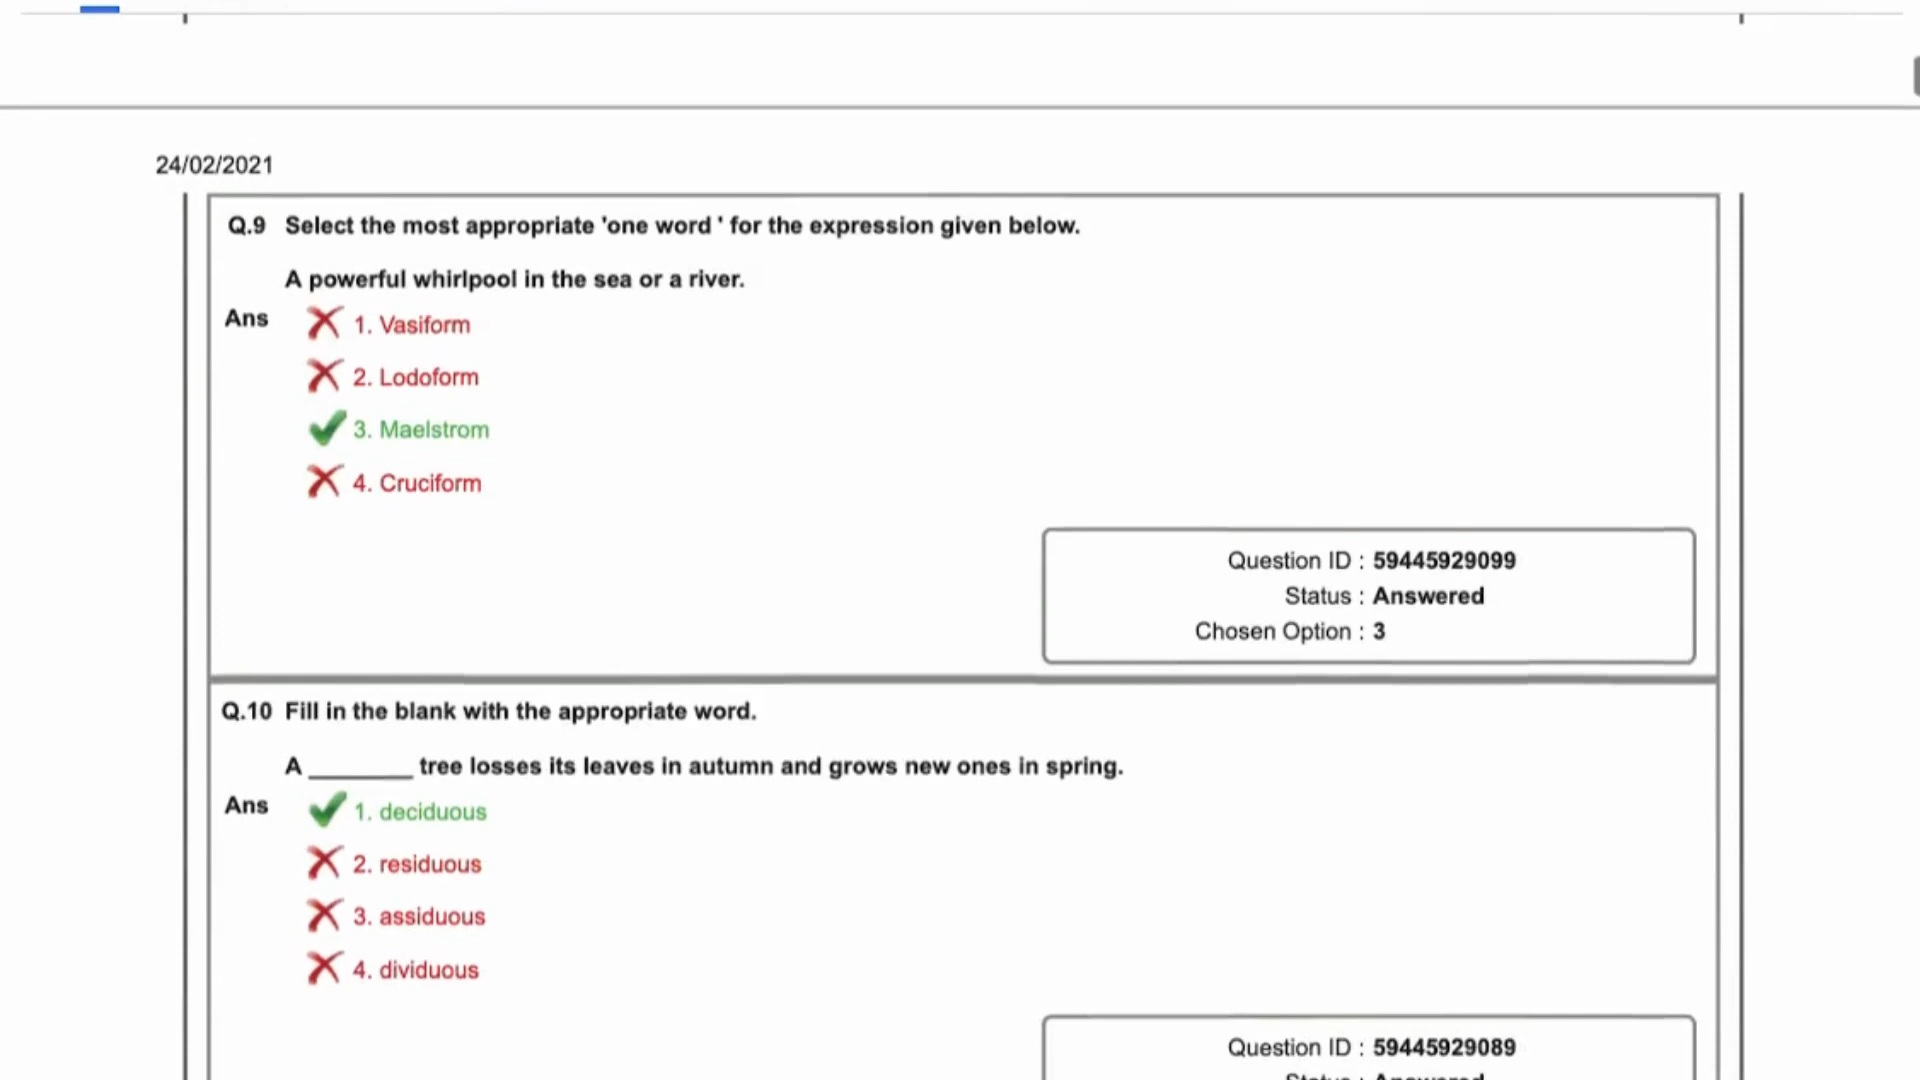 24/02/2021
Q.9 Select the most appropriate 'one word ' for the expression given below.
A powerful whirlpool in the sea or a river.
Ans
1. Vasiform
2. Lodoform
3. Maelstrom
4. Cruciform
Question ID : 59445929099
Status : Answered
Chosen Option : 3
Q.10 Fill in the blank with the appropriate word.
A ________ tree losses its leaves in autumn and grows new ones in spring.
Ans
1. deciduous
2. residuous
3. assiduous
4. dividuous
Question ID : 59445929089
Status : Answered